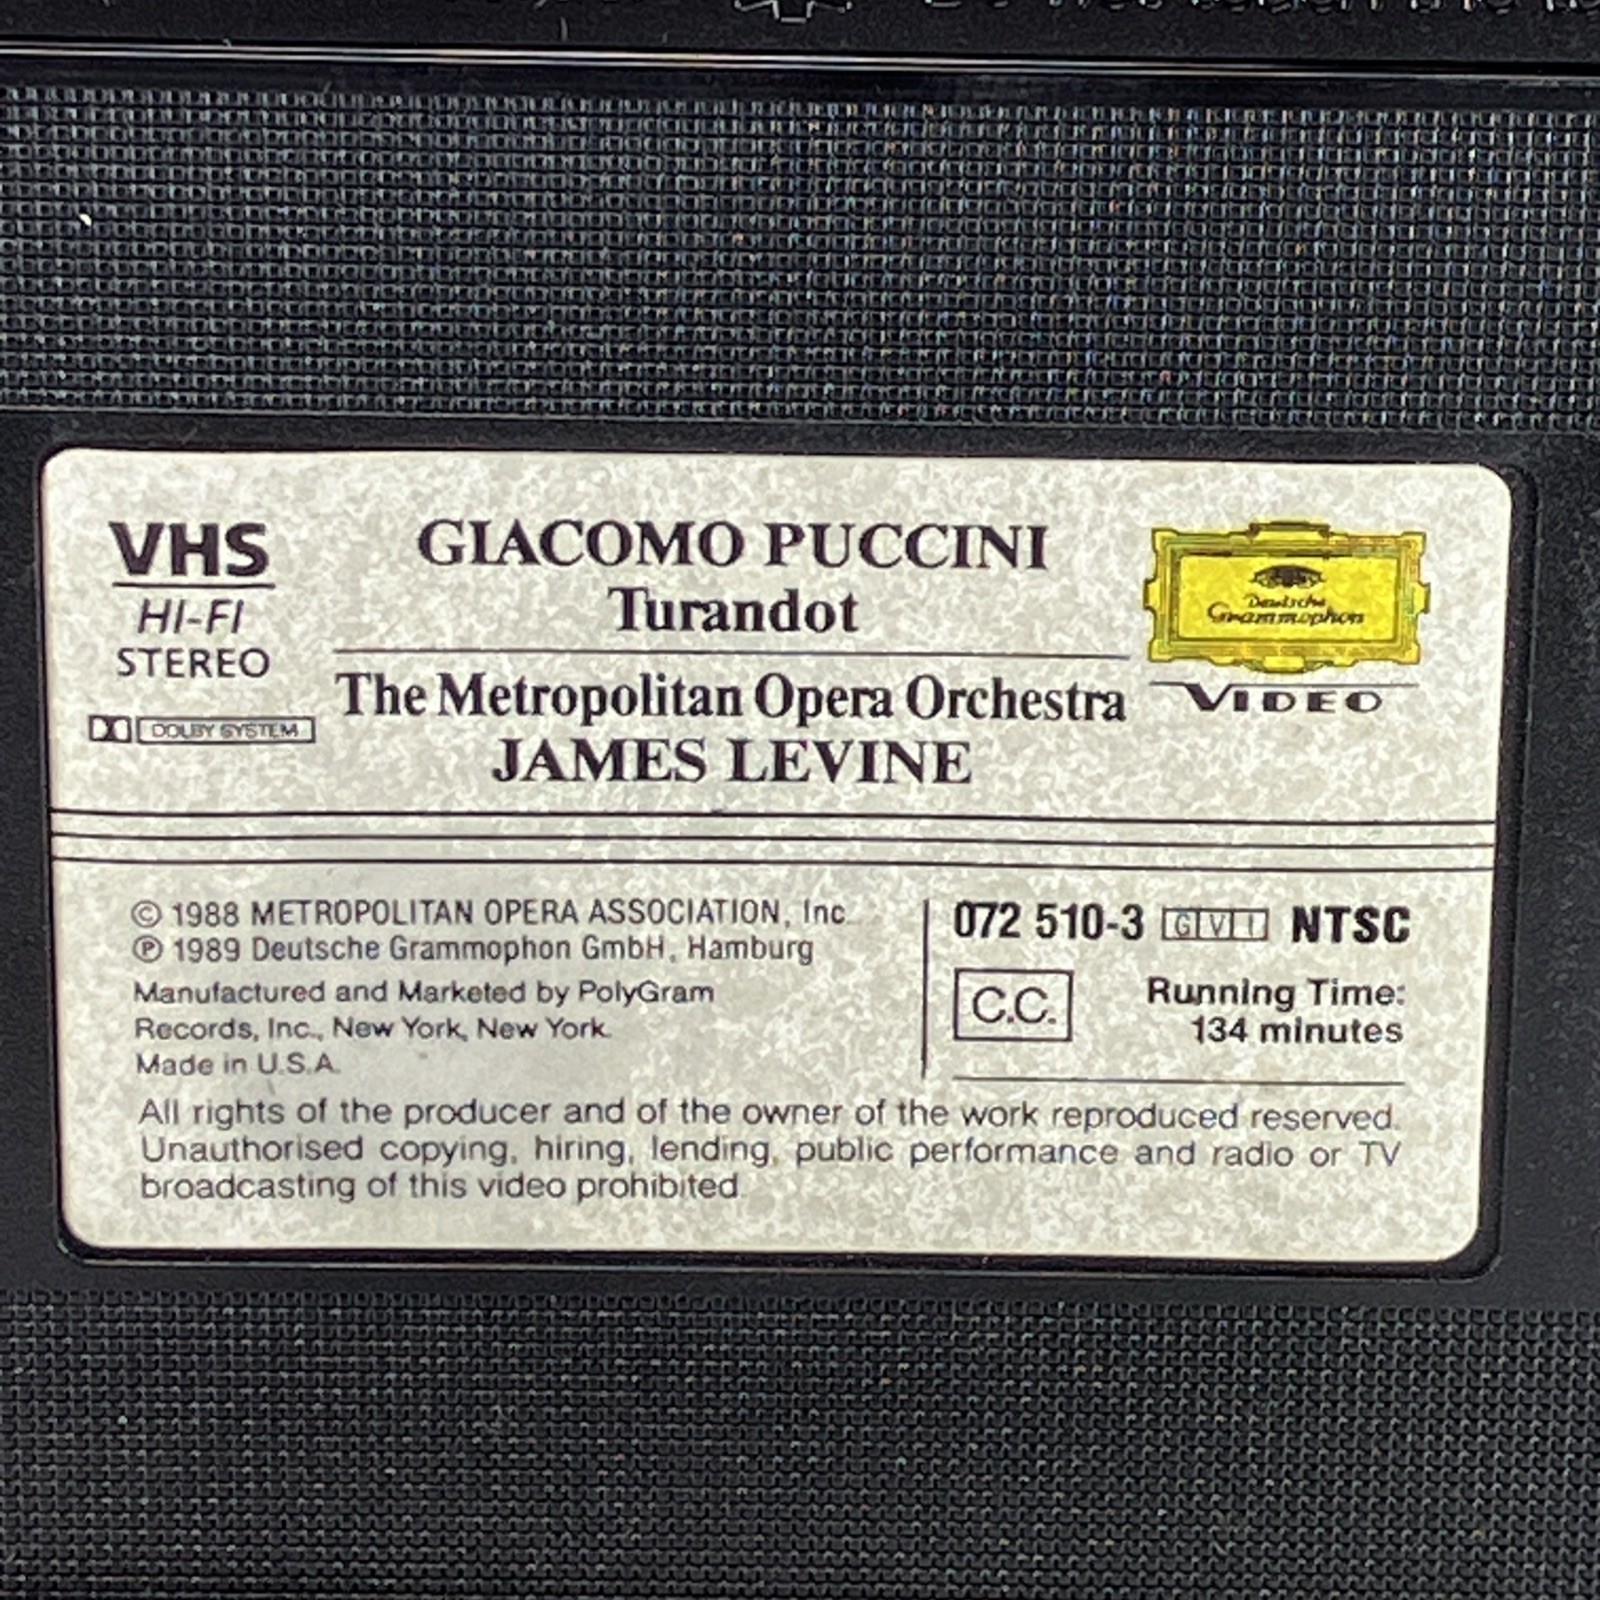 VHS
HI-FI
STEREO
DOLBY SYSTEM
GIACOMO PUCCINI
Turandot
The Metropolitan Opera Orchestra
JAMES LEVINE
Deutsche
Grammophon
VIDEO
© 1988 METROPOLITAN OPERA ASSOCIATION, Inc.
℗ 1989 Deutsche Grammophon GmbH, Hamburg
Manufactured and Marketed by PolyGram
Records, Inc., New York, New York.
Made in U.S.A.
072 510-3 GVI NTSC
C.C.
Running Time:
134 minutes
All rights of the producer and of the owner of the work reproduced reserved.
Unauthorised copying, hiring, lending, public performance and radio or TV
broadcasting of this video prohibited.